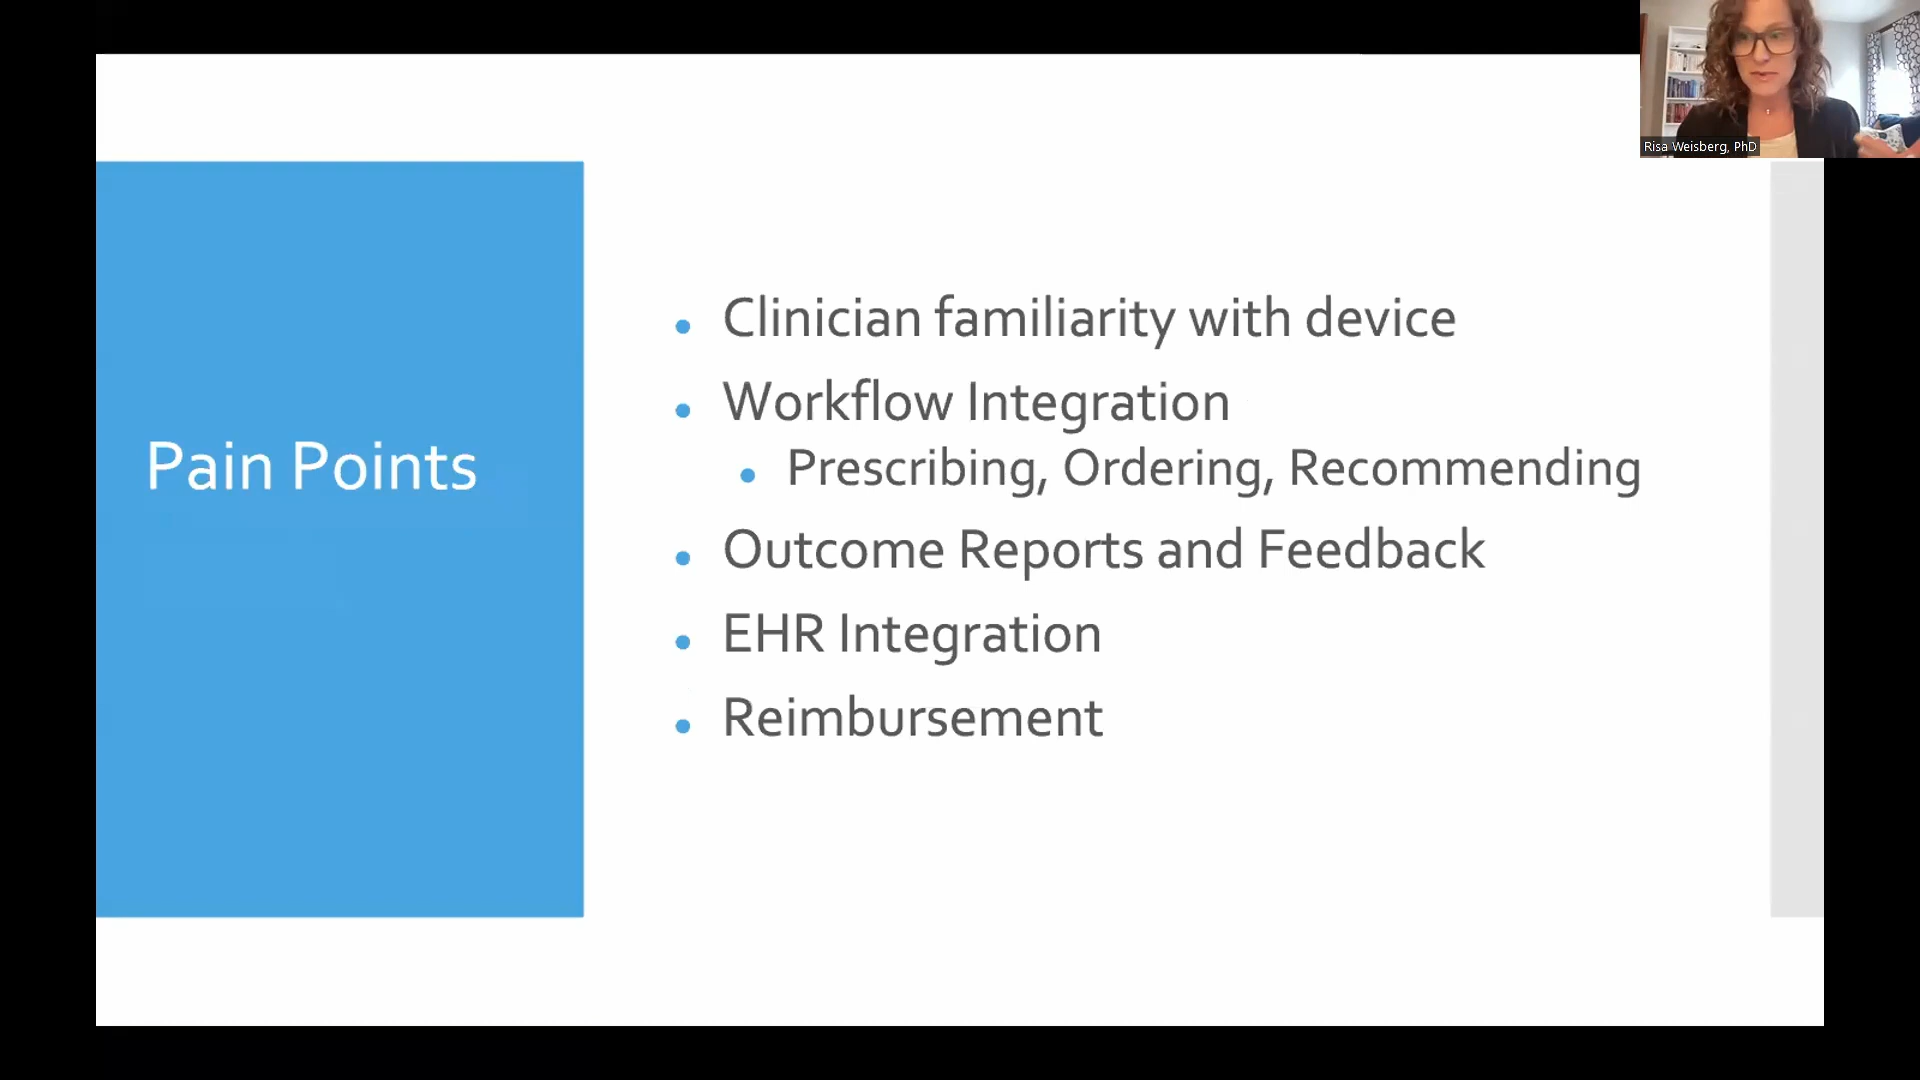 Risa Weisberg, PhD
Pain Points
Clinician familiarity with device
Workflow Integration
Prescribing, Ordering, Recommending
Outcome Reports and Feedback
EHR Integration
Reimbursement